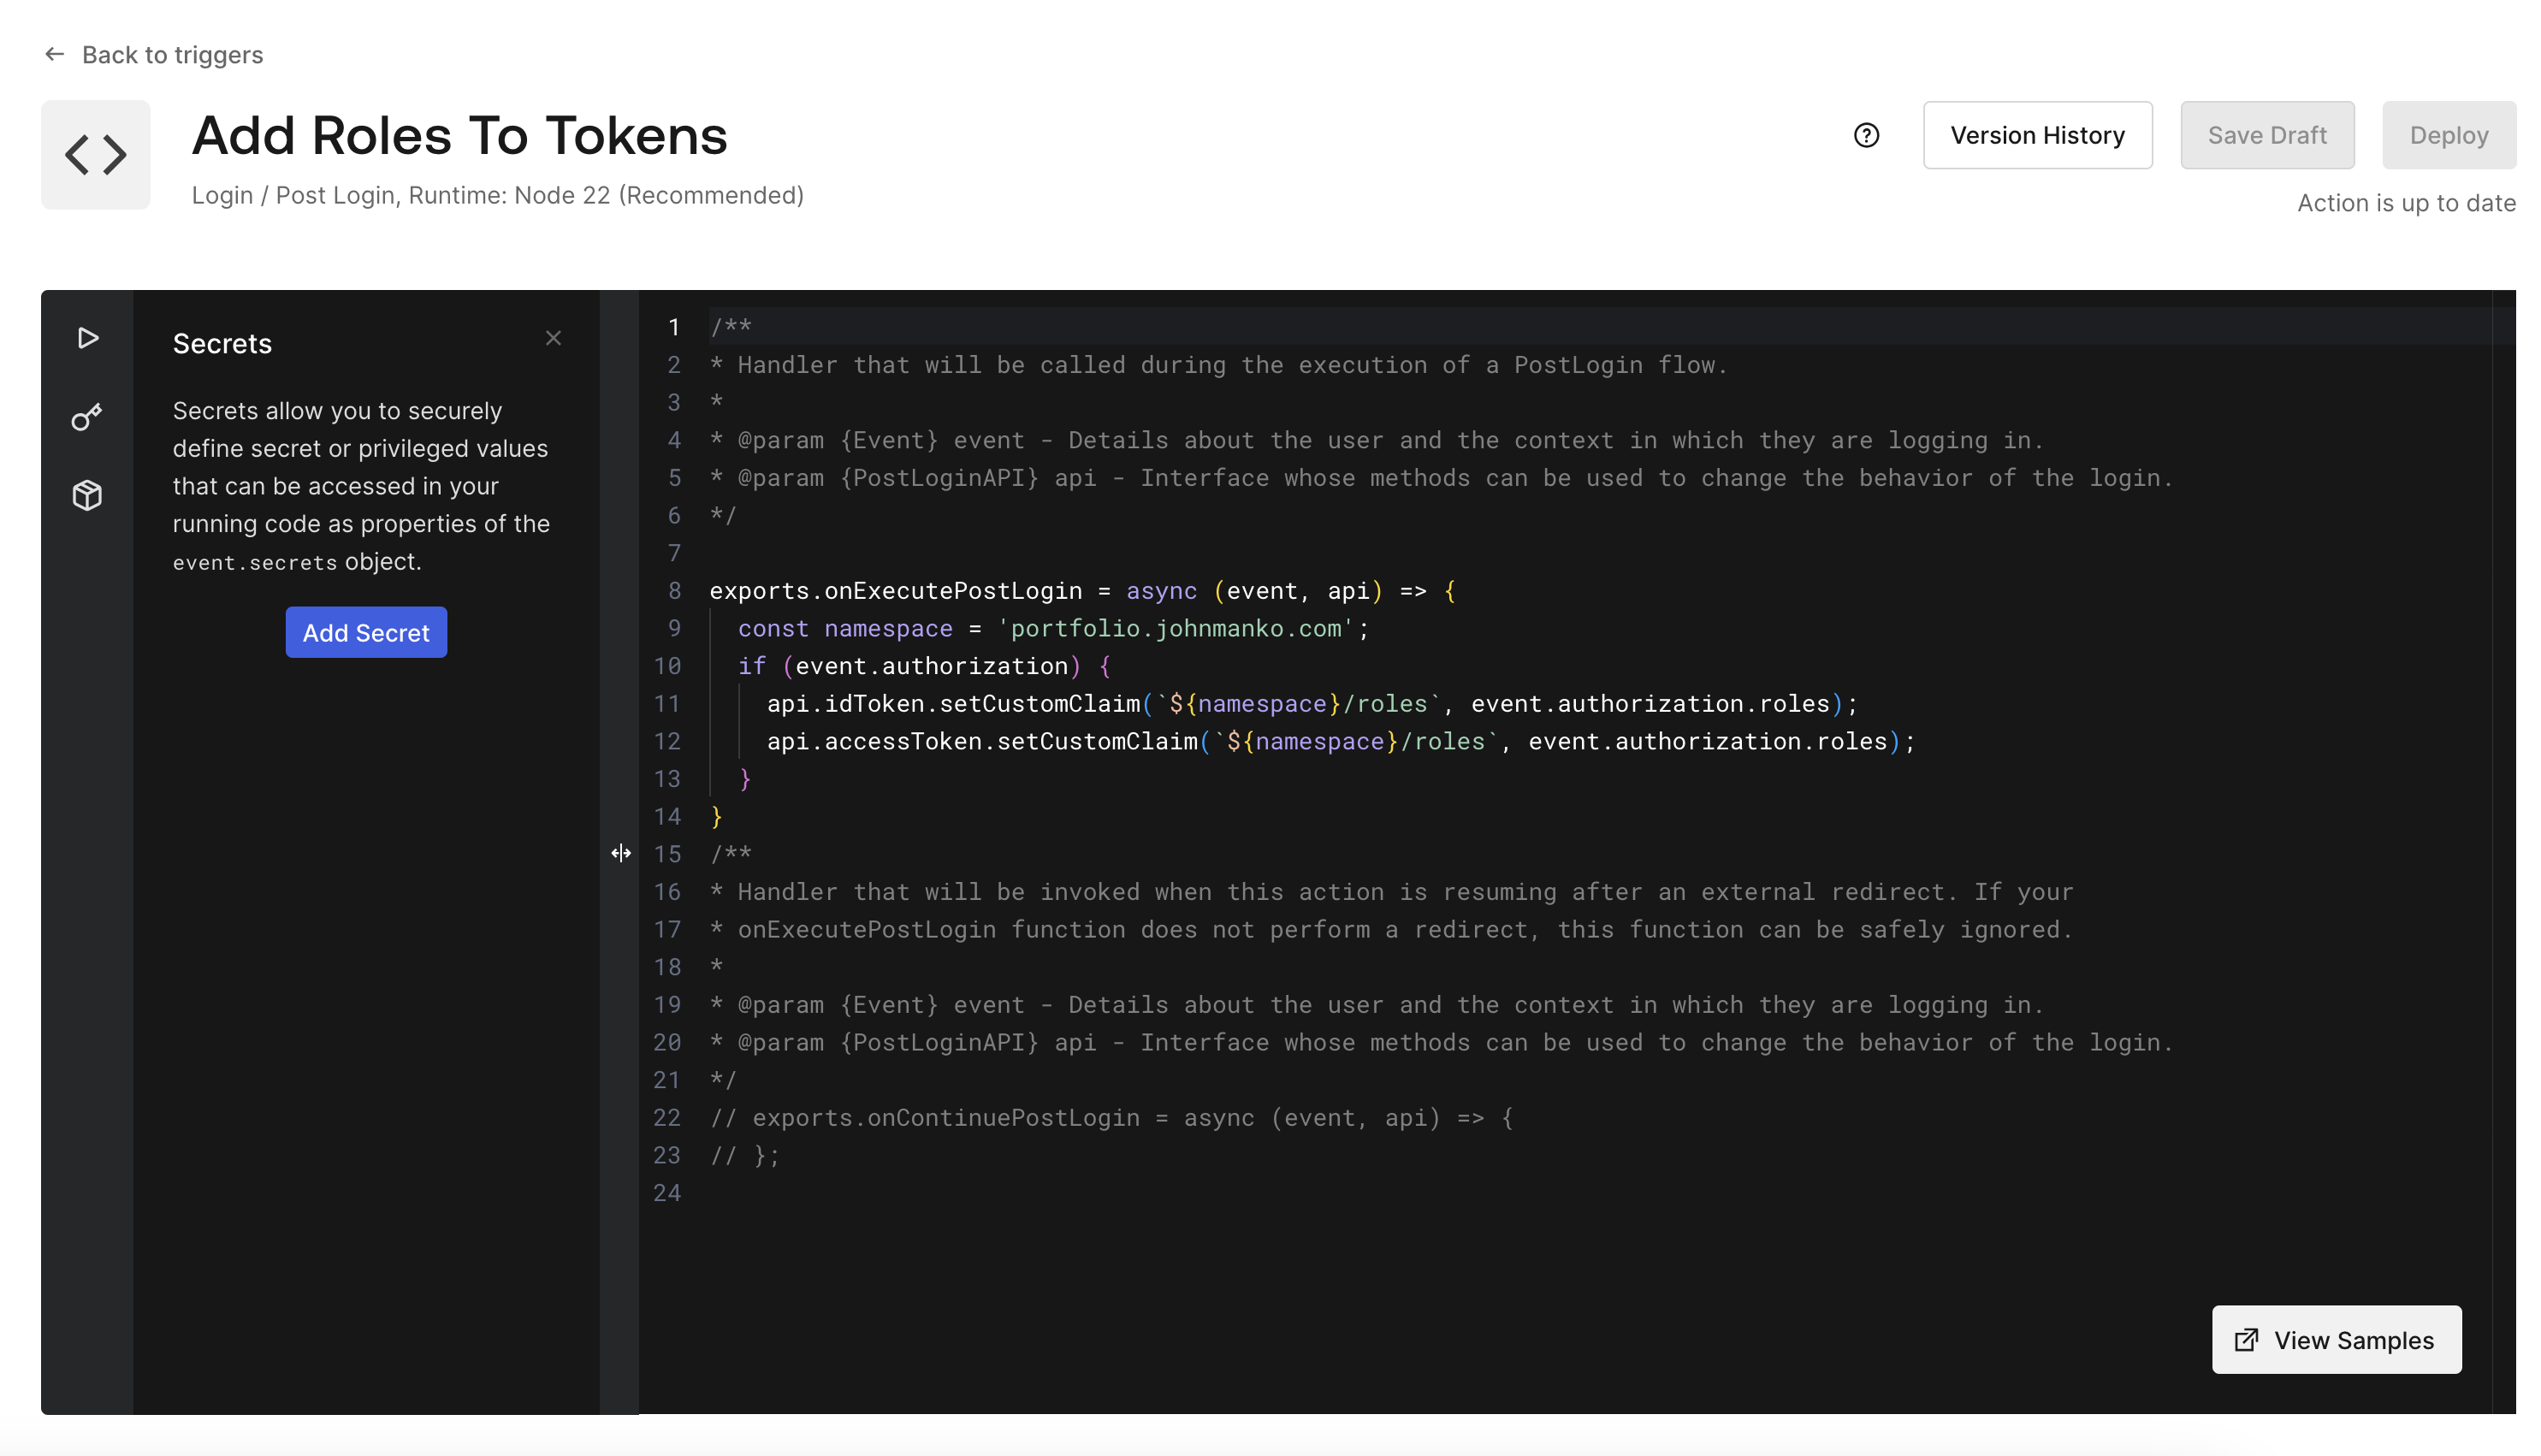 Back to triggers
Add Roles To Tokens
Login / Post Login, Runtime: Node 22 (Recommended)
Version History
Save Draft
Deploy
Action is up to date
Secrets
Secrets allow you to securely
define secret or privileged values
that can be accessed in your
running code as properties of the
event.secrets object.
Add Secret
1 /**
2 * Handler that will be called during the execution of a PostLogin flow.
3 *
4 * @param {Event} event - Details about the user and the context in which they are logging in.
5 * @param {PostLoginAPI} api - Interface whose methods can be used to change the behavior of the login.
6 */
7
8 exports.onExecutePostLogin = async (event, api) => {
9   const namespace = 'portfolio.johnmanko.com';
10   if (event.authorization) {
11     api.idToken.setCustomClaim(`${namespace}/roles`, event.authorization.roles);
12     api.accessToken.setCustomClaim(`${namespace}/roles`, event.authorization.roles);
13   }
14 }
15 /**
16 * Handler that will be invoked when this action is resuming after an external redirect. If your
17 * onExecutePostLogin function does not perform a redirect, this function can be safely ignored.
18 *
19 * @param {Event} event - Details about the user and the context in which they are logging in.
20 * @param {PostLoginAPI} api - Interface whose methods can be used to change the behavior of the login.
21 */
22 // exports.onContinuePostLogin = async (event, api) => {
23 // };
24
View Samples